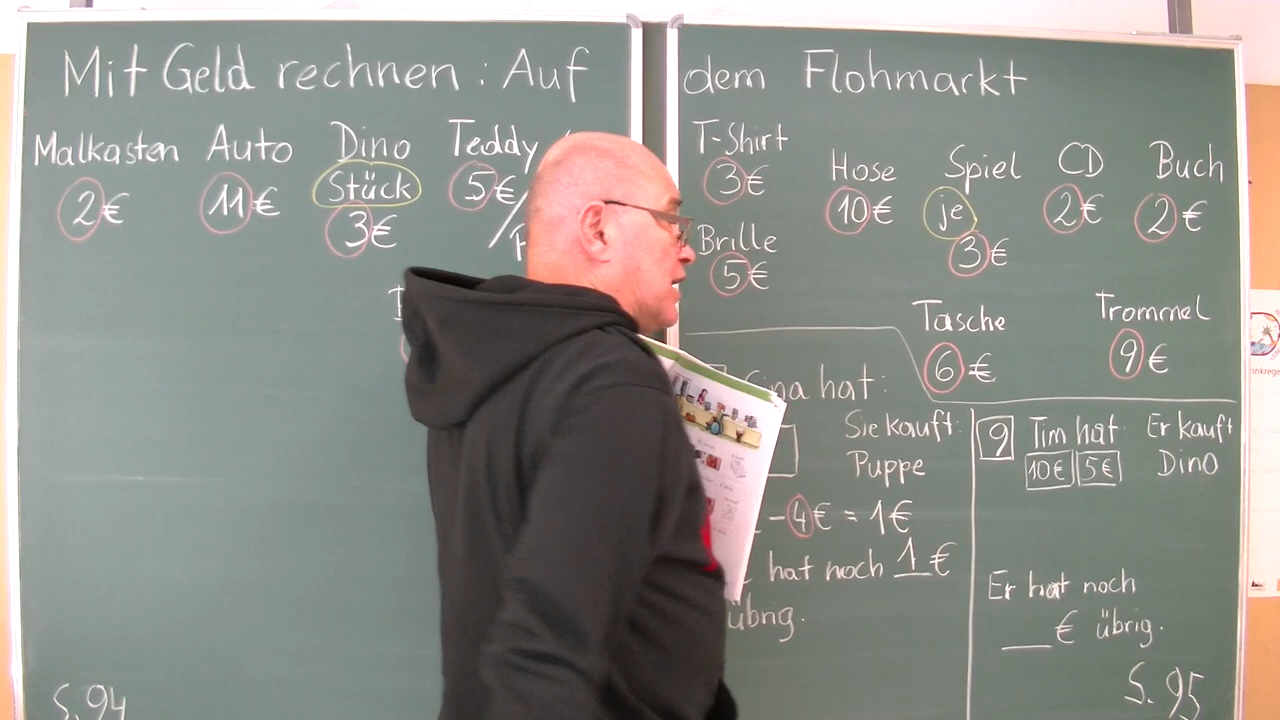 Mit Geld rechnen: Auf dem Flohmarkt
Malkasten
2€
Auto
11€
Dino
Stück
3€
Teddy
5€
T-Shirt
3€
Brille
5€
Hose
10€
Spiel
je
3€
CD
2€
Buch
2€
Tasche
6€
Trommel
9€
hat:
Sie kauft:
Puppe
-4€ = 1€
hat noch 1 €
übrig.
9 Tim hat: Er kauft
10€ 5€ Dino
Er hat noch
__ € übrig.
S. 94
S. 95